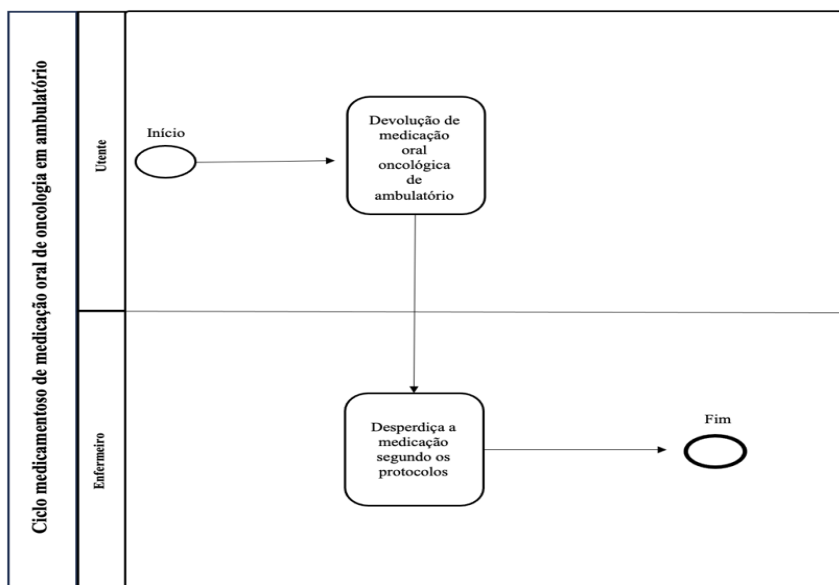 Ciclo medicamentoso de medicação oral de oncologia em ambulatório
Utente
Início
Devolução de
medicação
oral
oncológica
de
ambulatório
Enfermeiro
Desperdiça a
medicação
segundo os
protocolos
Fim